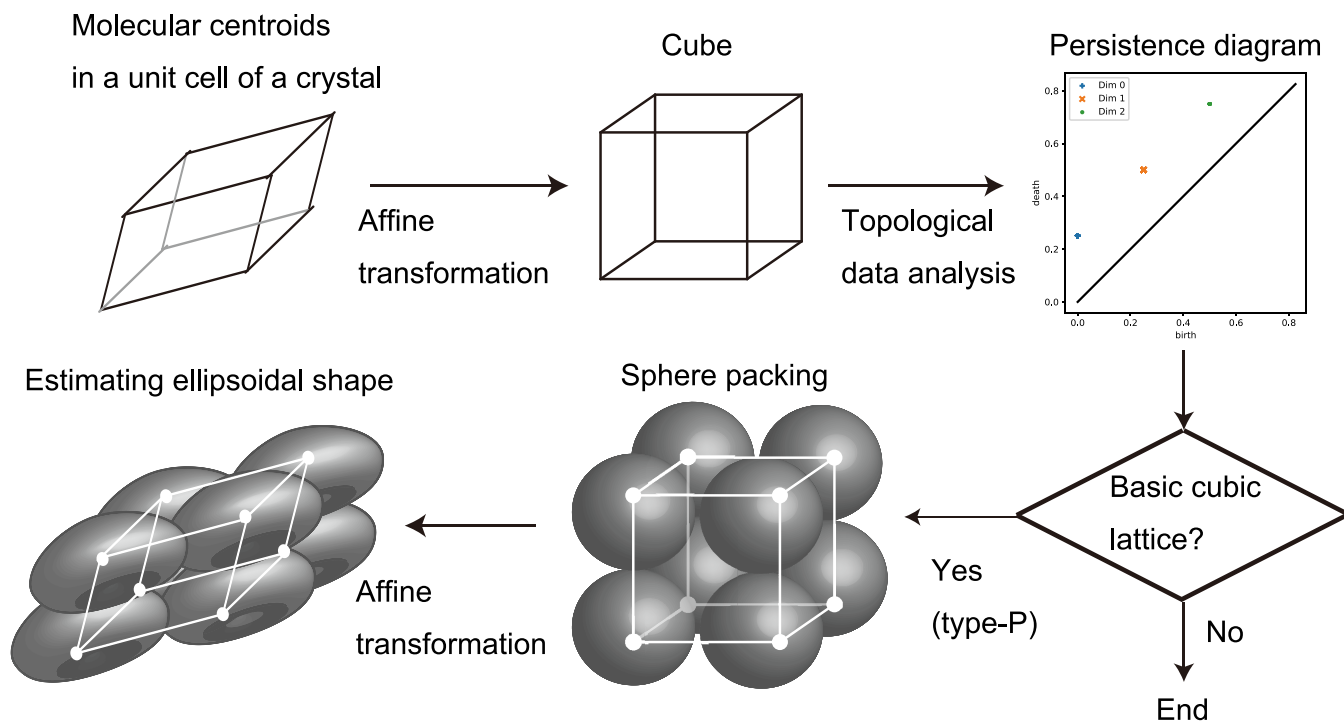 Molecular centroids
in a unit cell of a crystal
Affine
transformation
Cube
Topological
data analysis
Persistence diagram
Dim 0
Dim 1
Dim 2
0.8
0.6
0.4
0.2
0.0
death
0.0
0.2
0.4
0.6
0.8
birth
Basic cubic
lattice?
Yes
(type-P)
No
End
Sphere packing
Affine
transformation
Estimating ellipsoidal shape